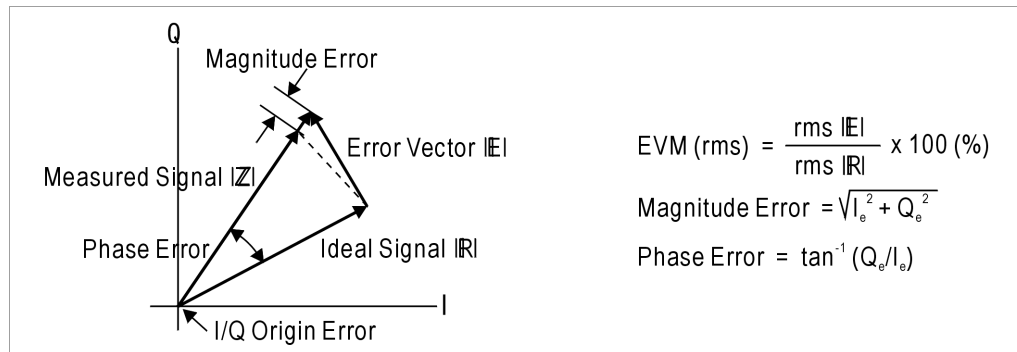 Q
Magnitude Error
Error Vector |E|
Measured Signal |Z|
Phase Error
Ideal Signal |R|
I
I/Q Origin Error
EVM (rms) = rms |E| / rms |R| x 100 (%)
Magnitude Error = √Iₑ² + Qₑ²
Phase Error = tan⁻¹ (Qₑ/Iₑ)